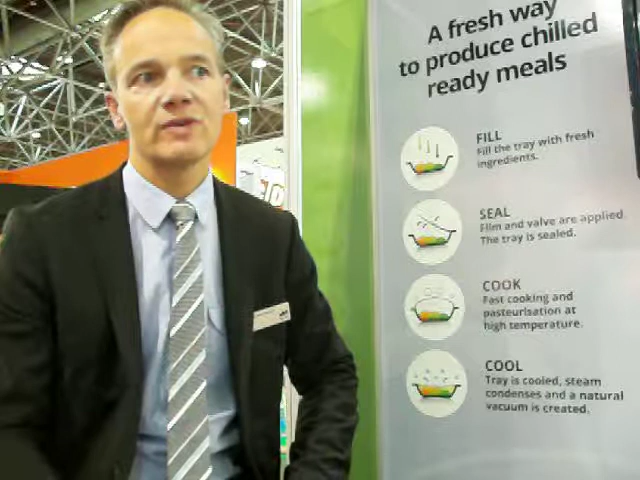 A fresh way
to produce chilled
ready meals
FILL
Fill the tray with fresh
ingredients.
SEAL
Film and valve are applied.
The tray is sealed.
COOK
Fast cooking and
pasteurisation at
high temperature.
COOL
Tray is cooled, steam
condenses and a natural
vacuum is created.